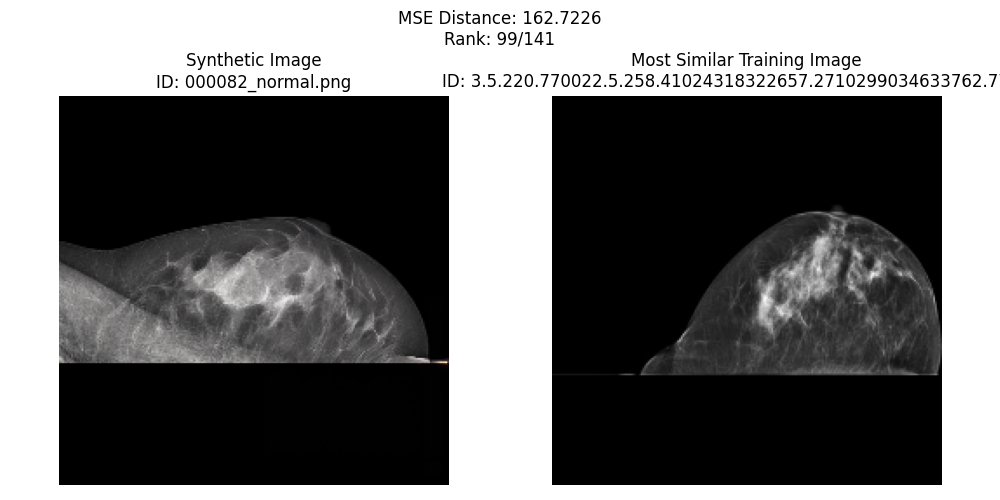 MSE Distance: 162.7226
Rank: 99/141
Synthetic Image
ID: 000082_normal.png
Most Similar Training Image
ID: 3.5.220.770022.5.258.41024318322657.2710299034633762.7